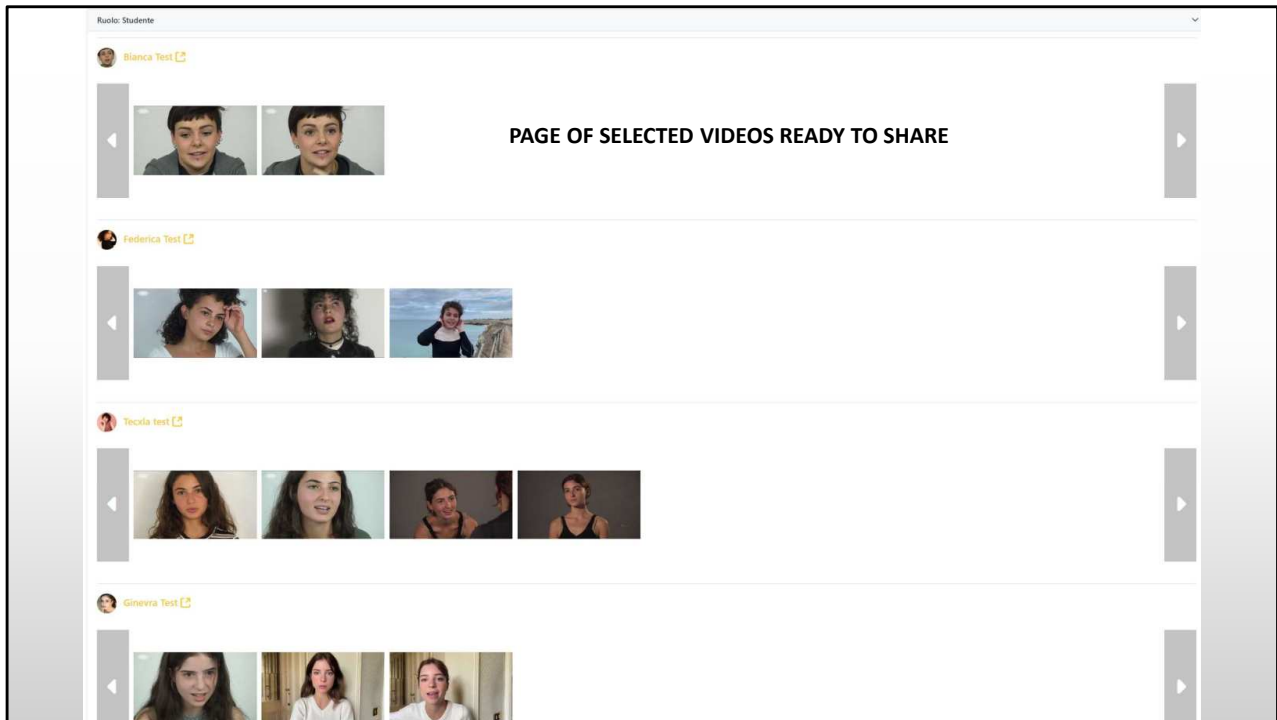 Ruolo: Studente
Bianca Test
PAGE OF SELECTED VIDEOS READY TO SHARE
Federica Test
Tecxla test
Ginevra Test